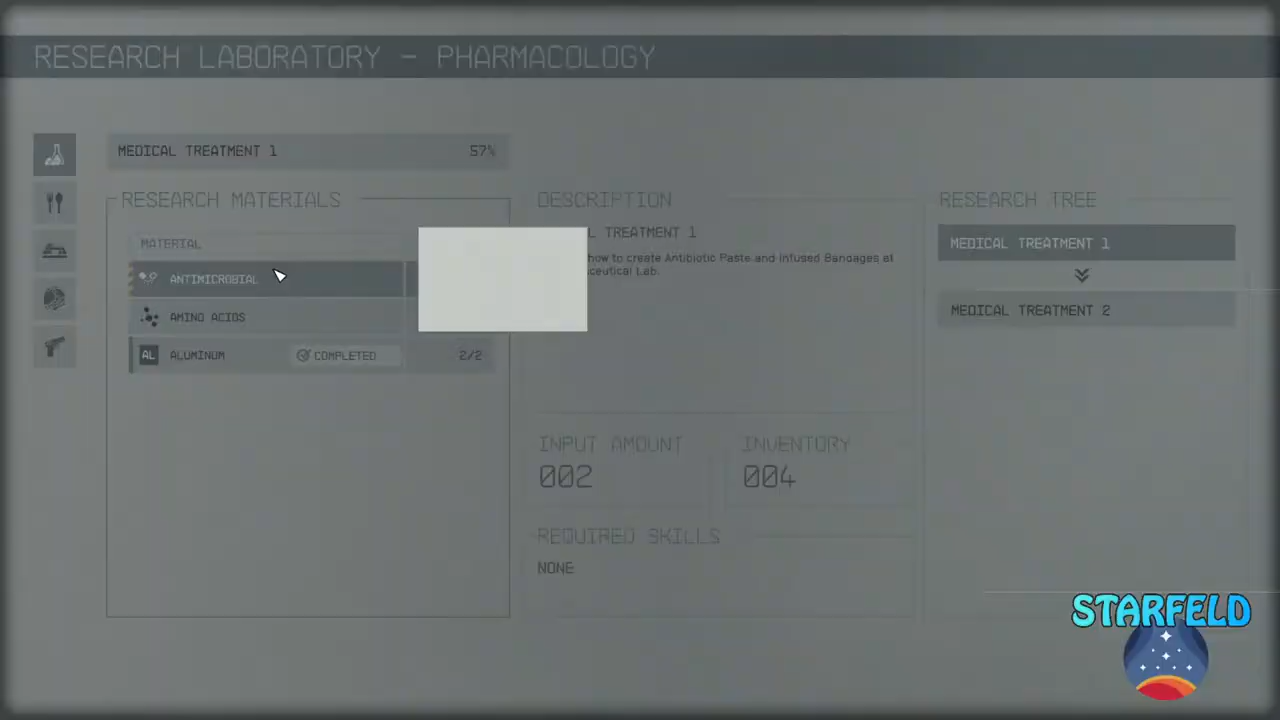 RESEARCH LABORATORY - PHARMACOLOGY
MEDICAL TREATMENT 1
57%
RESEARCH MATERIALS
MATERIAL
ANTIMICROBIAL
AMINO ACIDS
AL ALUMINUM COMPLETED 2/2
DESCRIPTION
L TREATMENT 1
how to create Antibiotic Paste and Infused Bandages at
ceutical Lab.
INPUT AMOUNT
002
INVENTORY
004
REQUIRED SKILLS
NONE
RESEARCH TREE
MEDICAL TREATMENT 1
MEDICAL TREATMENT 2
STARFELD